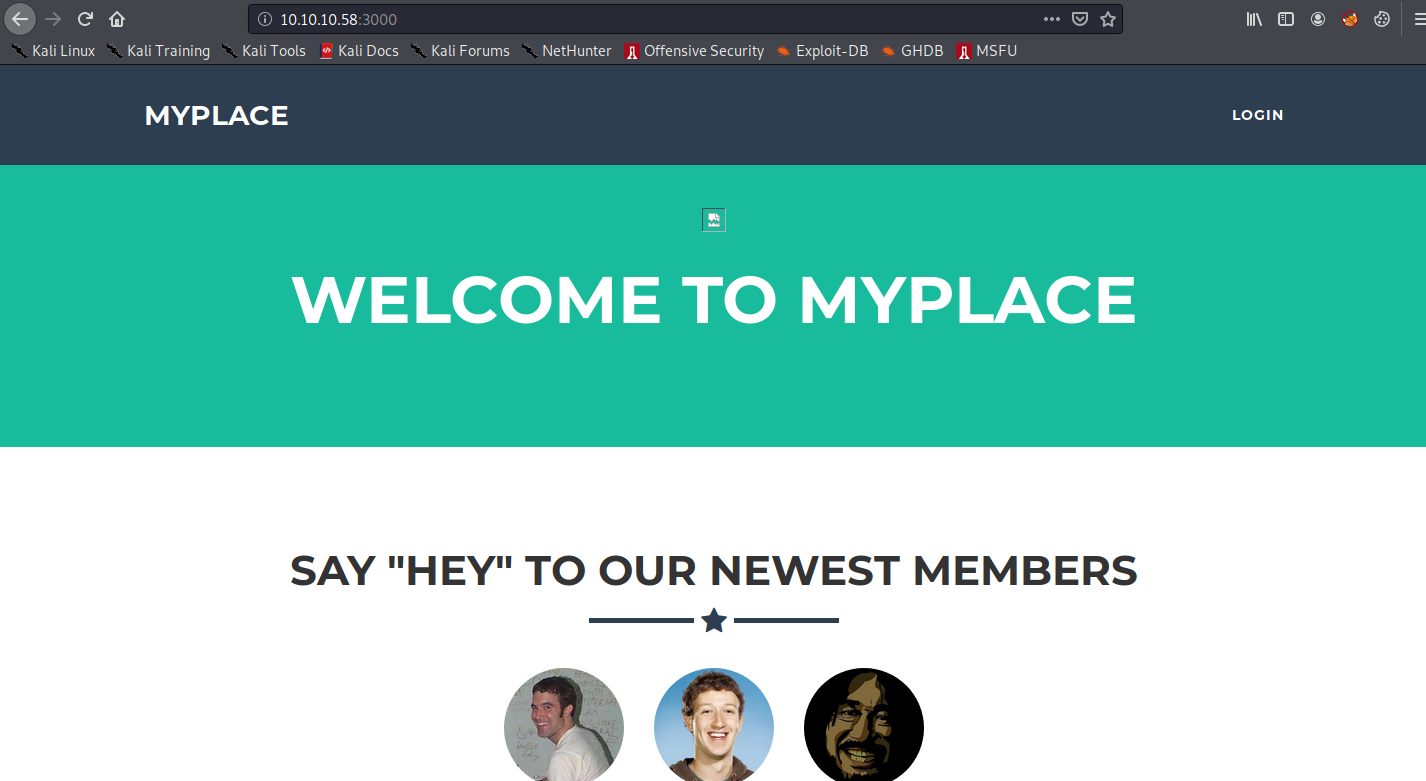 10.10.10.58:3000
Kali Linux Kali Training Kali Tools Kali Docs Kali Forums NetHunter Offensive Security Exploit-DB GHDB MSFU
MYPLACE LOGIN
WELCOME TO MYPLACE
SAY "HEY" TO OUR NEWEST MEMBERS